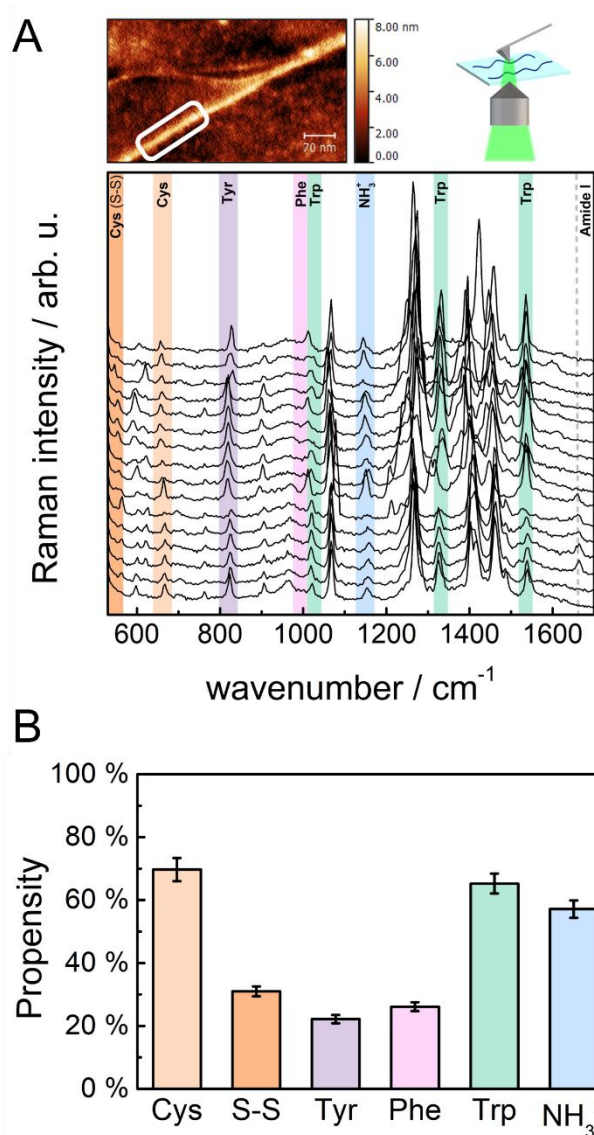 A
8.00 nm
6.00
4.00
2.00
0.00
70 nm
Cys (S-S)
Cys
Tyr
Phe
Trp
NH₃⁺
Trp
Trp
Amide I
Raman intensity / arb. u.
600 800 1000 1200 1400 1600
wavenumber / cm⁻¹
B
100 %
80 %
60 %
40 %
20 %
0 %
Propensity
Cys S-S Tyr Phe Trp NH₃